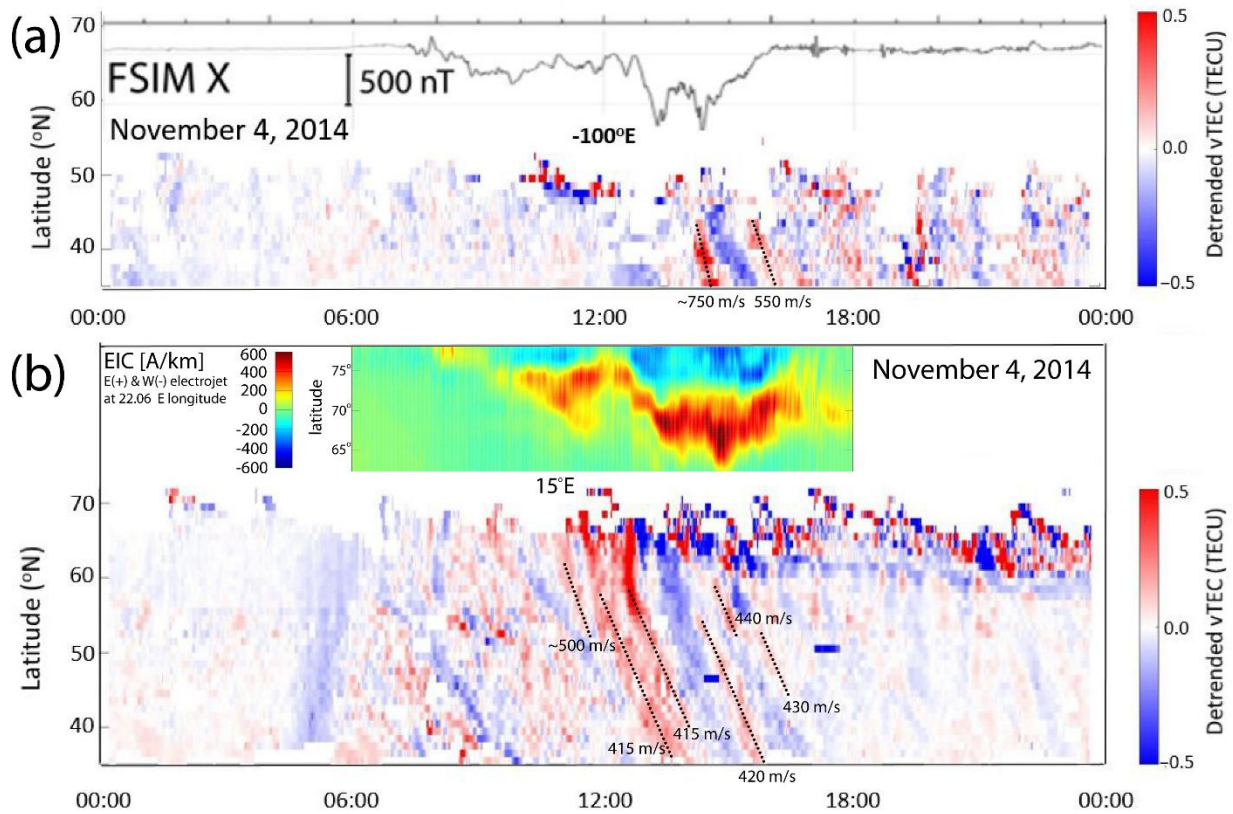 (a)
70
60
50
40
Latitude (ºN)
FSIM X
500 nT
November 4, 2014
-100ºE
~750 m/s
550 m/s
00:00
06:00
12:00
18:00
00:00
0.5
0.0
−0.5
Detrended vTEC (TECU)
(b)
EIC [A/km]
E(+) & W(-) electrojet
at 22.06 E longitude
600
400
200
0
-200
-400
-600
latitude
75°
70°
65°
November 4, 2014
15°E
70
60
50
40
Latitude (ºN)
~500 m/s
415 m/s
415 m/s
440 m/s
430 m/s
420 m/s
00:00
06:00
12:00
18:00
00:00
0.5
0.0
−0.5
Detrended vTEC (TECU)